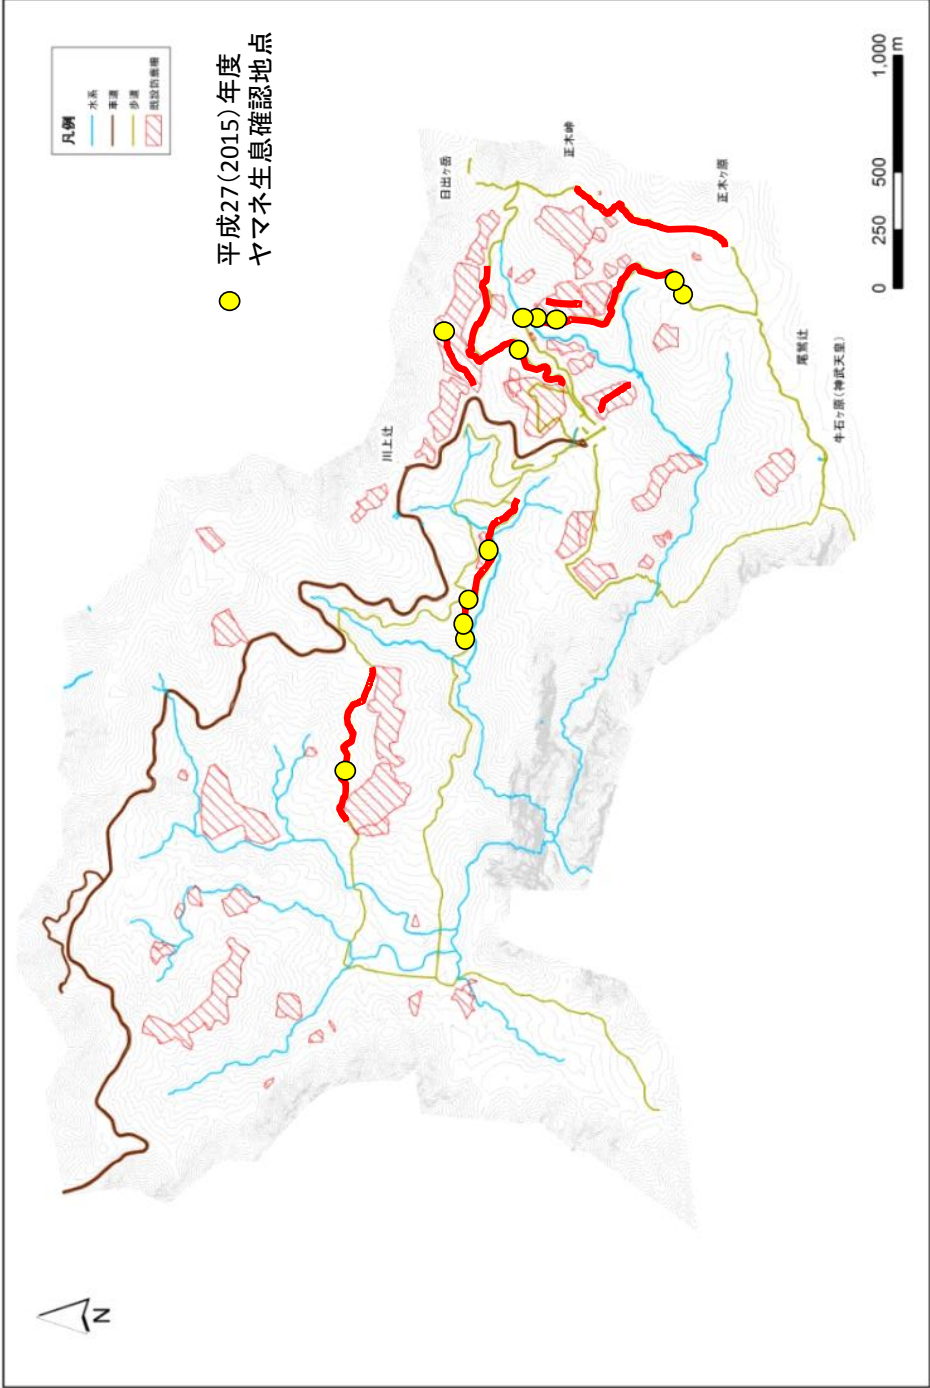 凡例
水系
車道
歩道
既設防鹿柵
平成27(2015)年度
ヤマネ生息確認地点
日出ヶ岳
正木峠
正木ヶ原
川上辻
尾鷲辻
牛石ヶ原(神武天皇)
0 250 500 1,000
m
N